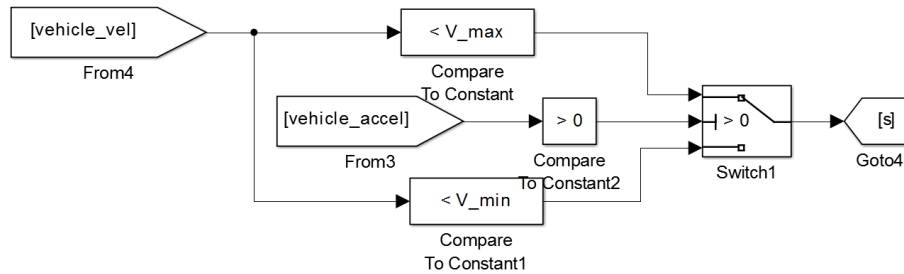 [vehicle_vel]
From4
< V_max
Compare
To Constant
[vehicle_accel]
From3
> 0
Compare
To Constant2
> 0
Switch1
[s]
Goto4
< V_min
Compare
To Constant1